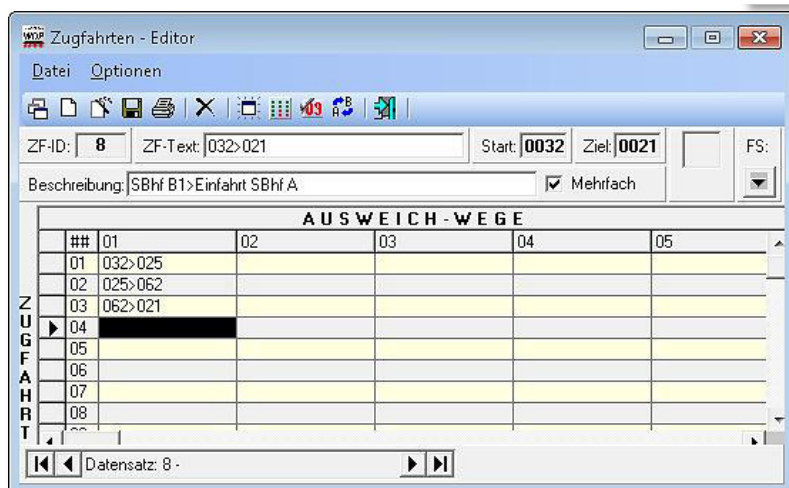 Zugfahrten - Editor
Datei Optionen
ZF-ID: 8 ZF-Text: 032>021 Start: 0032 Ziel: 0021 FS:
Beschreibung: SBhf B1>Einfahrt SBhf A Mehrfach
AUSWEICH-WEGE
## 01 02 03 04 05
01 032>025
02 025>062
03 062>021
04
05
06
07
08
ZUGFAHRT
Datensatz: 8 -